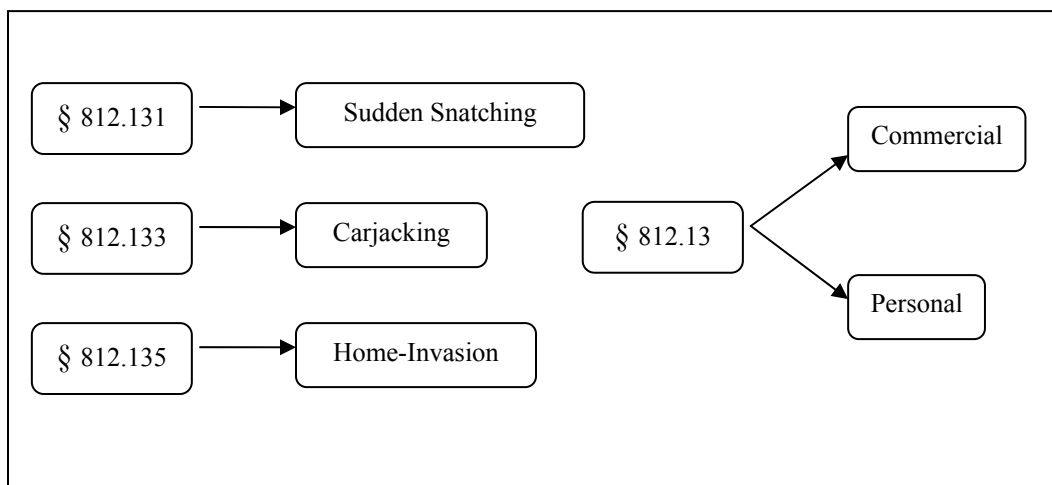 § 812.131
Sudden Snatching
§ 812.133
Carjacking
§ 812.135
Home-Invasion
§ 812.13
Commercial
Personal